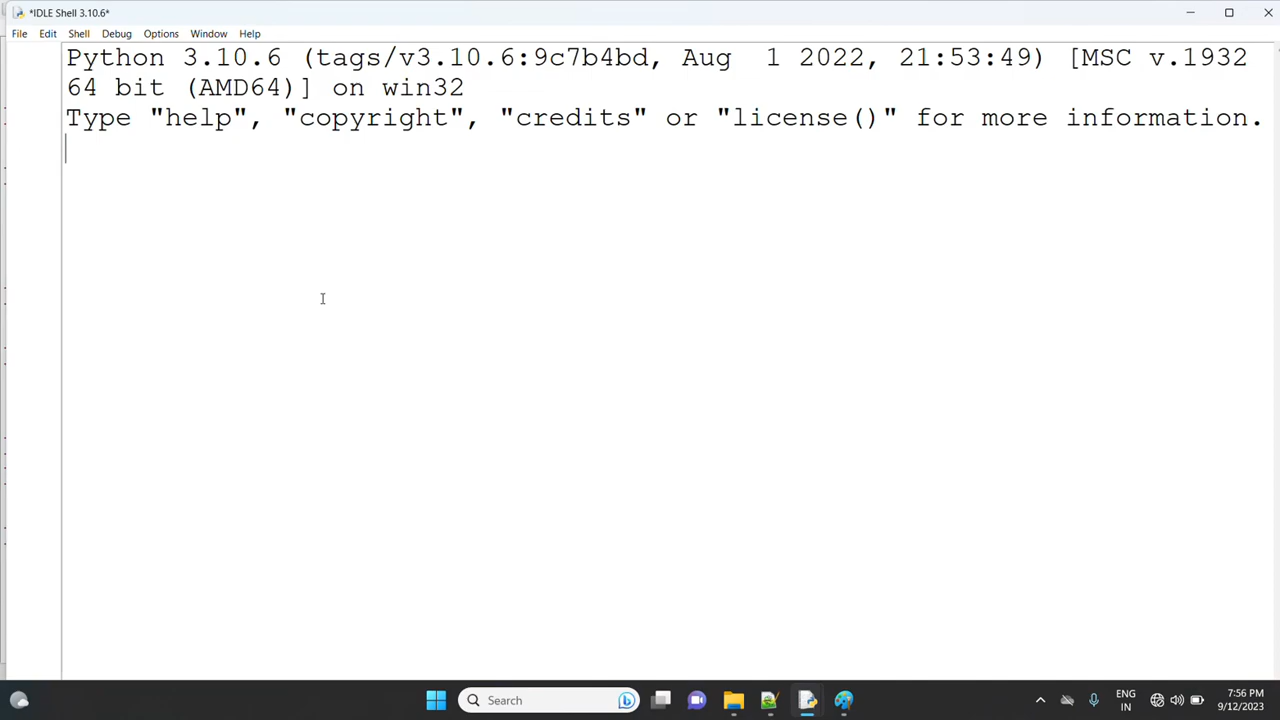 *IDLE Shell 3.10.6*
File Edit Shell Debug Options Window Help
Python 3.10.6 (tags/v3.10.6:9c7b4bd, Aug  1 2022, 21:53:49) [MSC v.1932
64 bit (AMD64)] on win32
Type "help", "copyright", "credits" or "license()" for more information.
Search
ENG
IN
7:56 PM
9/12/2023